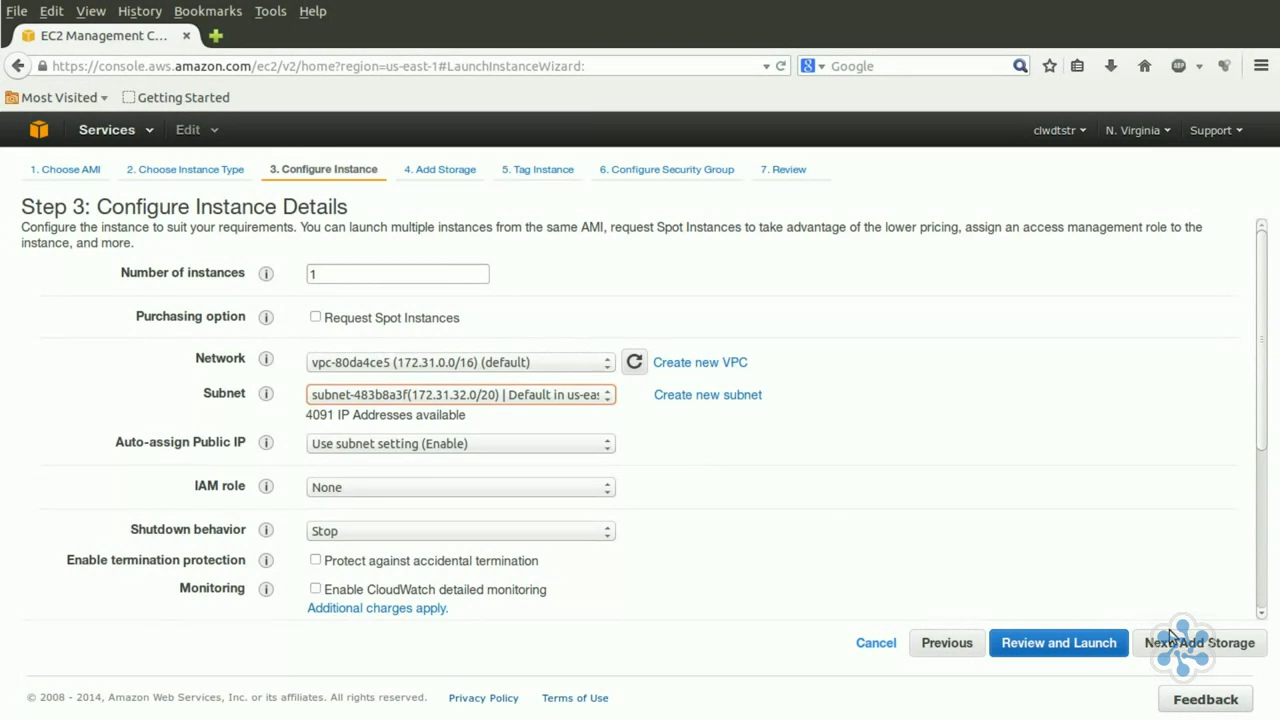 File Edit View History Bookmarks Tools Help
EC2 Management C...
https://console.aws.amazon.com/ec2/v2/home?region=us-east-1#LaunchInstanceWizard:
Google
Most Visited
Getting Started
Services Edit clwdtstr N. Virginia Support
1. Choose AMI 2. Choose Instance Type 3. Configure Instance 4. Add Storage 5. Tag Instance 6. Configure Security Group 7. Review
Step 3: Configure Instance Details
Configure the instance to suit your requirements. You can launch multiple instances from the same AMI, request Spot Instances to take advantage of the lower pricing, assign an access management role to the
instance, and more.
Number of instances 1
Purchasing option Request Spot Instances
Network vpc-80da4ce5 (172.31.0.0/16) (default) Create new VPC
Subnet subnet-483b8a3f(172.31.32.0/20) | Default in us-eas Create new subnet
4091 IP Addresses available
Auto-assign Public IP Use subnet setting (Enable)
IAM role None
Shutdown behavior Stop
Enable termination protection Protect against accidental termination
Monitoring Enable CloudWatch detailed monitoring
Additional charges apply.
Cancel Previous Review and Launch Next: Add Storage
© 2008 - 2014, Amazon Web Services, Inc. or its affiliates. All rights reserved. Privacy Policy Terms of Use
Feedback